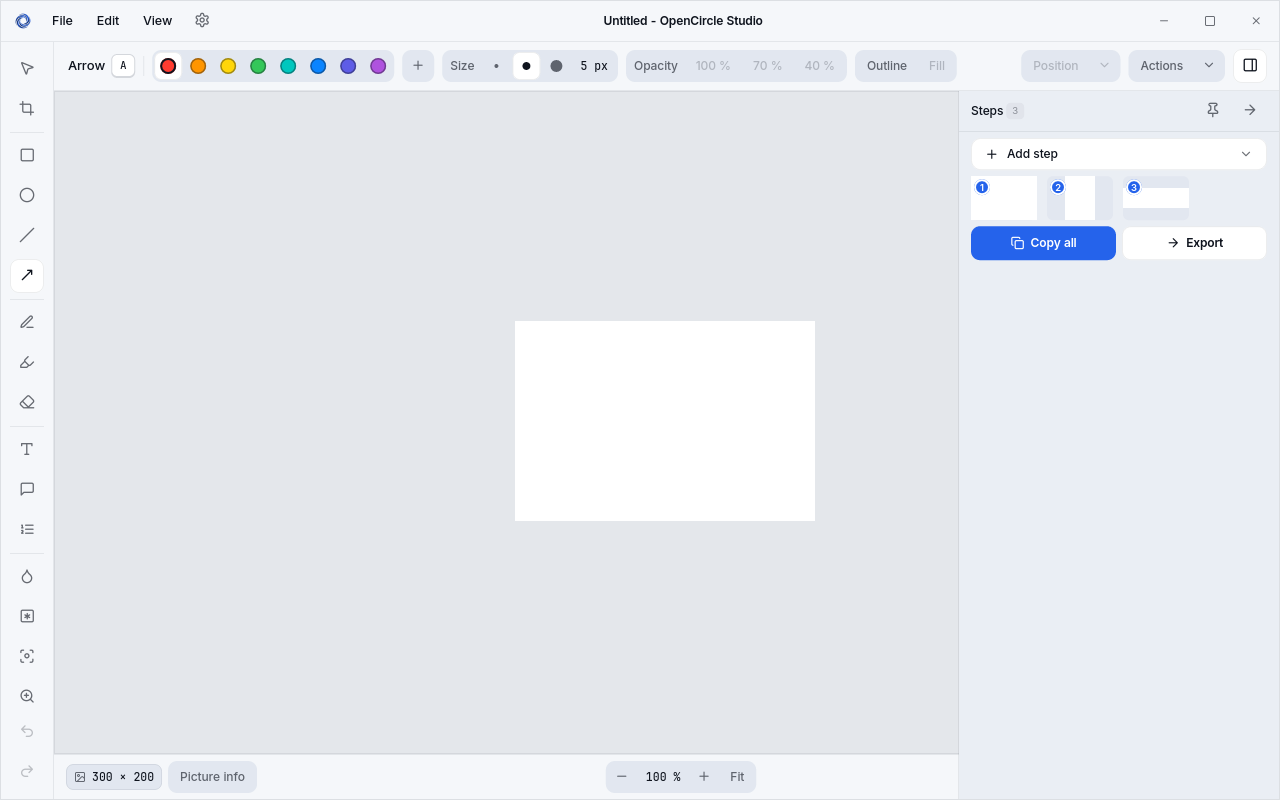 File Edit View
Untitled - OpenCircle Studio
Arrow A
Size 5 px
Opacity 100 % 70 % 40 %
Outline Fill
Position
Actions
Steps 3
Add step
1 2 3
Copy all
Export
300 × 200
Picture info
100 %
Fit